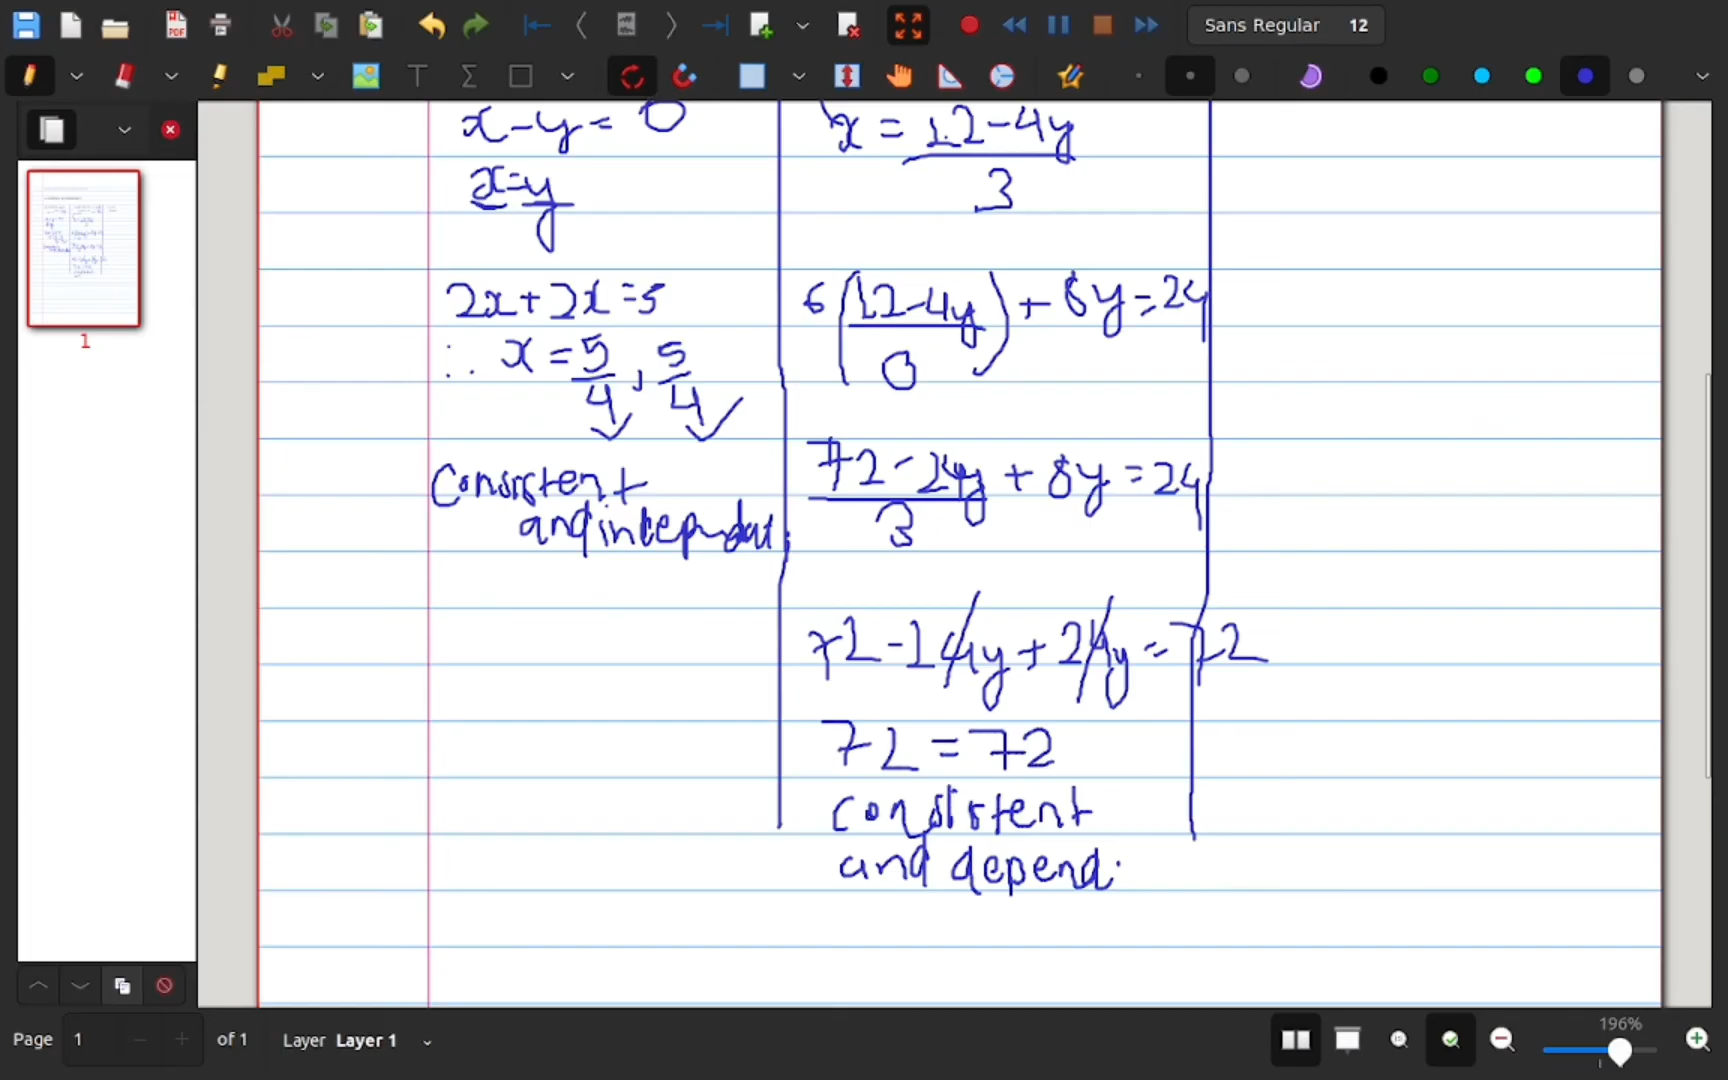 Sans Regular 12
x-y= 0
x=y
2x+2x=5
∴ x = 5/4, 5/4
Consistent
and
x = 12-4y
3
6(12-4y)+8y=24
0
72-24y+8y=24
3
72-24y+24y=72
72=72
consistent
and depend.
1
Page 1 of 1 Layer Layer 1
196%